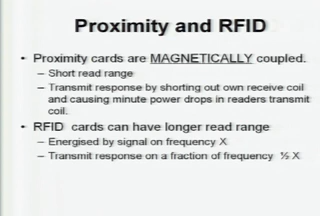 Proximity and RFID
• Proximity cards are MAGNETICALLY coupled.
– Short read range
– Transmit response by shorting out own receive coil
and causing minute power drops in readers transmit
coil.
• RFID cards can have longer read range
– Energised by signal on frequency X
– Transmit response on a fraction of frequency ½ X